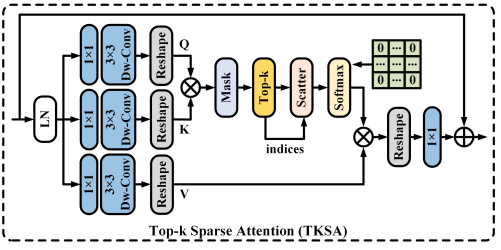 LN
1×1
3×3
Dw-Conv
Reshape
Q
1×1
3×3
Dw-Conv
Reshape
K
1×1
3×3
Dw-Conv
Reshape
V
Mask
Top-k
indices
Scatter
Softmax
0 ··· 0
··· ··· ···
0 ··· 0
Reshape
1×1
Top-k Sparse Attention (TKSA)